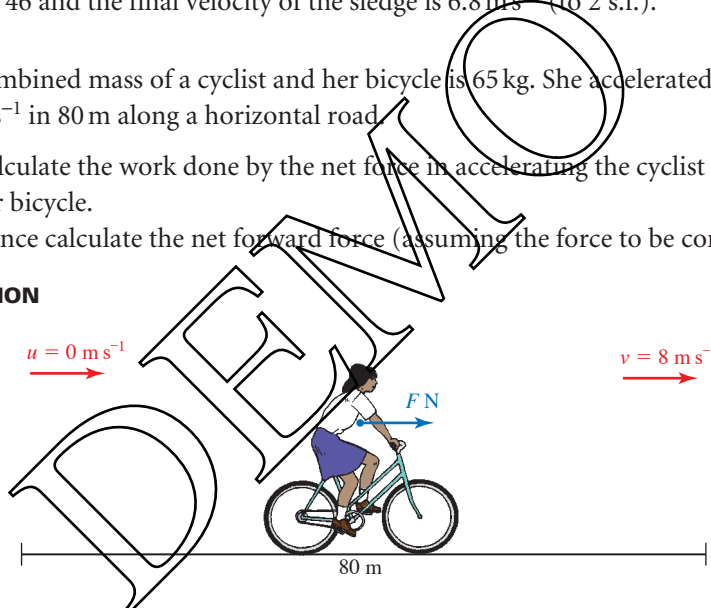 46 and the final velocity of the sledge is 6.8 m s⁻¹ (to 2 s.f.).
mbined mass of a cyclist and her bicycle is 65 kg. She accelerated
s⁻¹ in 80 m along a horizontal road.
lculate the work done by the net force in accelerating the cyclist
r bicycle.
nce calculate the net forward force (assuming the force to be con
ION
u = 0 m s⁻¹
v = 8 m s⁻
F N
80 m
DEMO